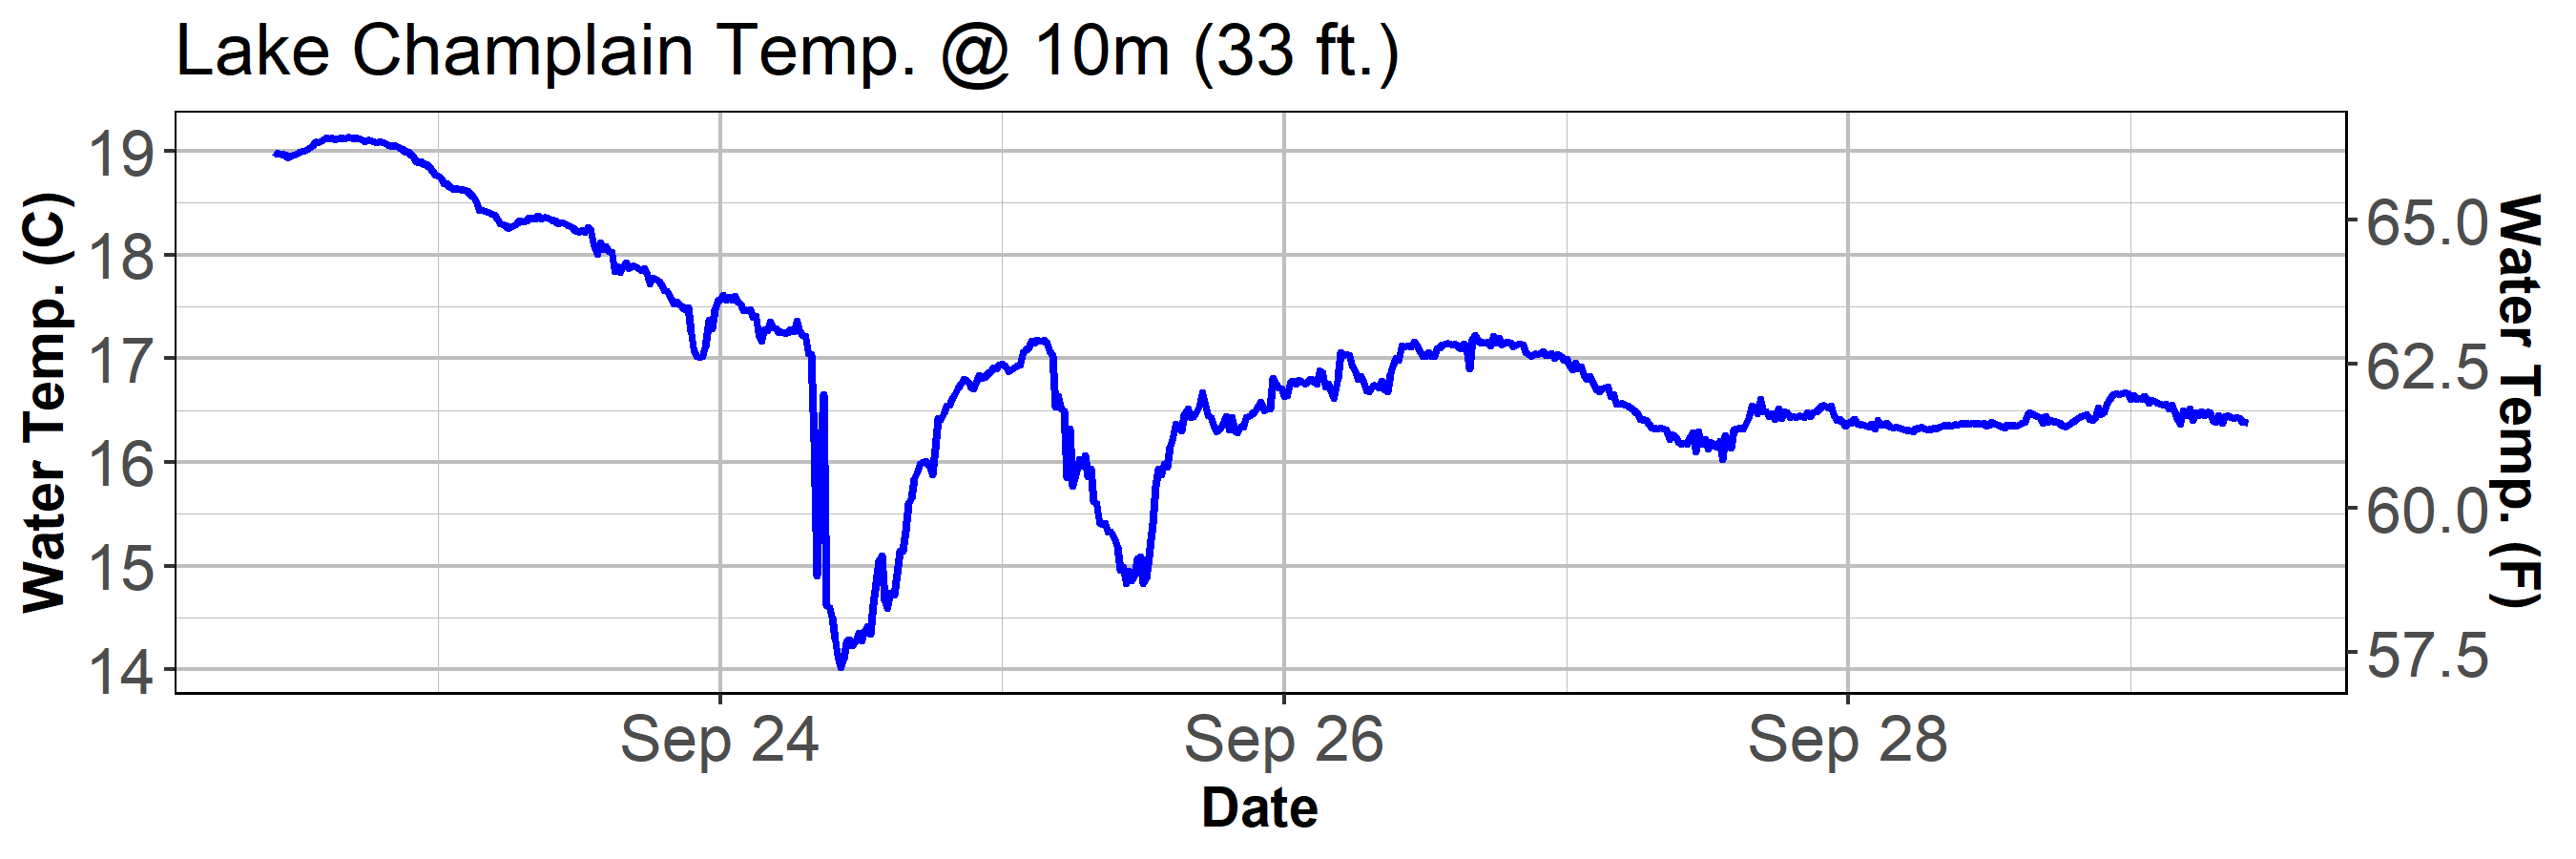 Lake Champlain Temp. @ 10m (33 ft.)
Water Temp. (C)
19
18
17
16
15
14
65.0
62.5
60.0
57.5
Water Temp. (F)
Sep 24
Sep 26
Sep 28
Date